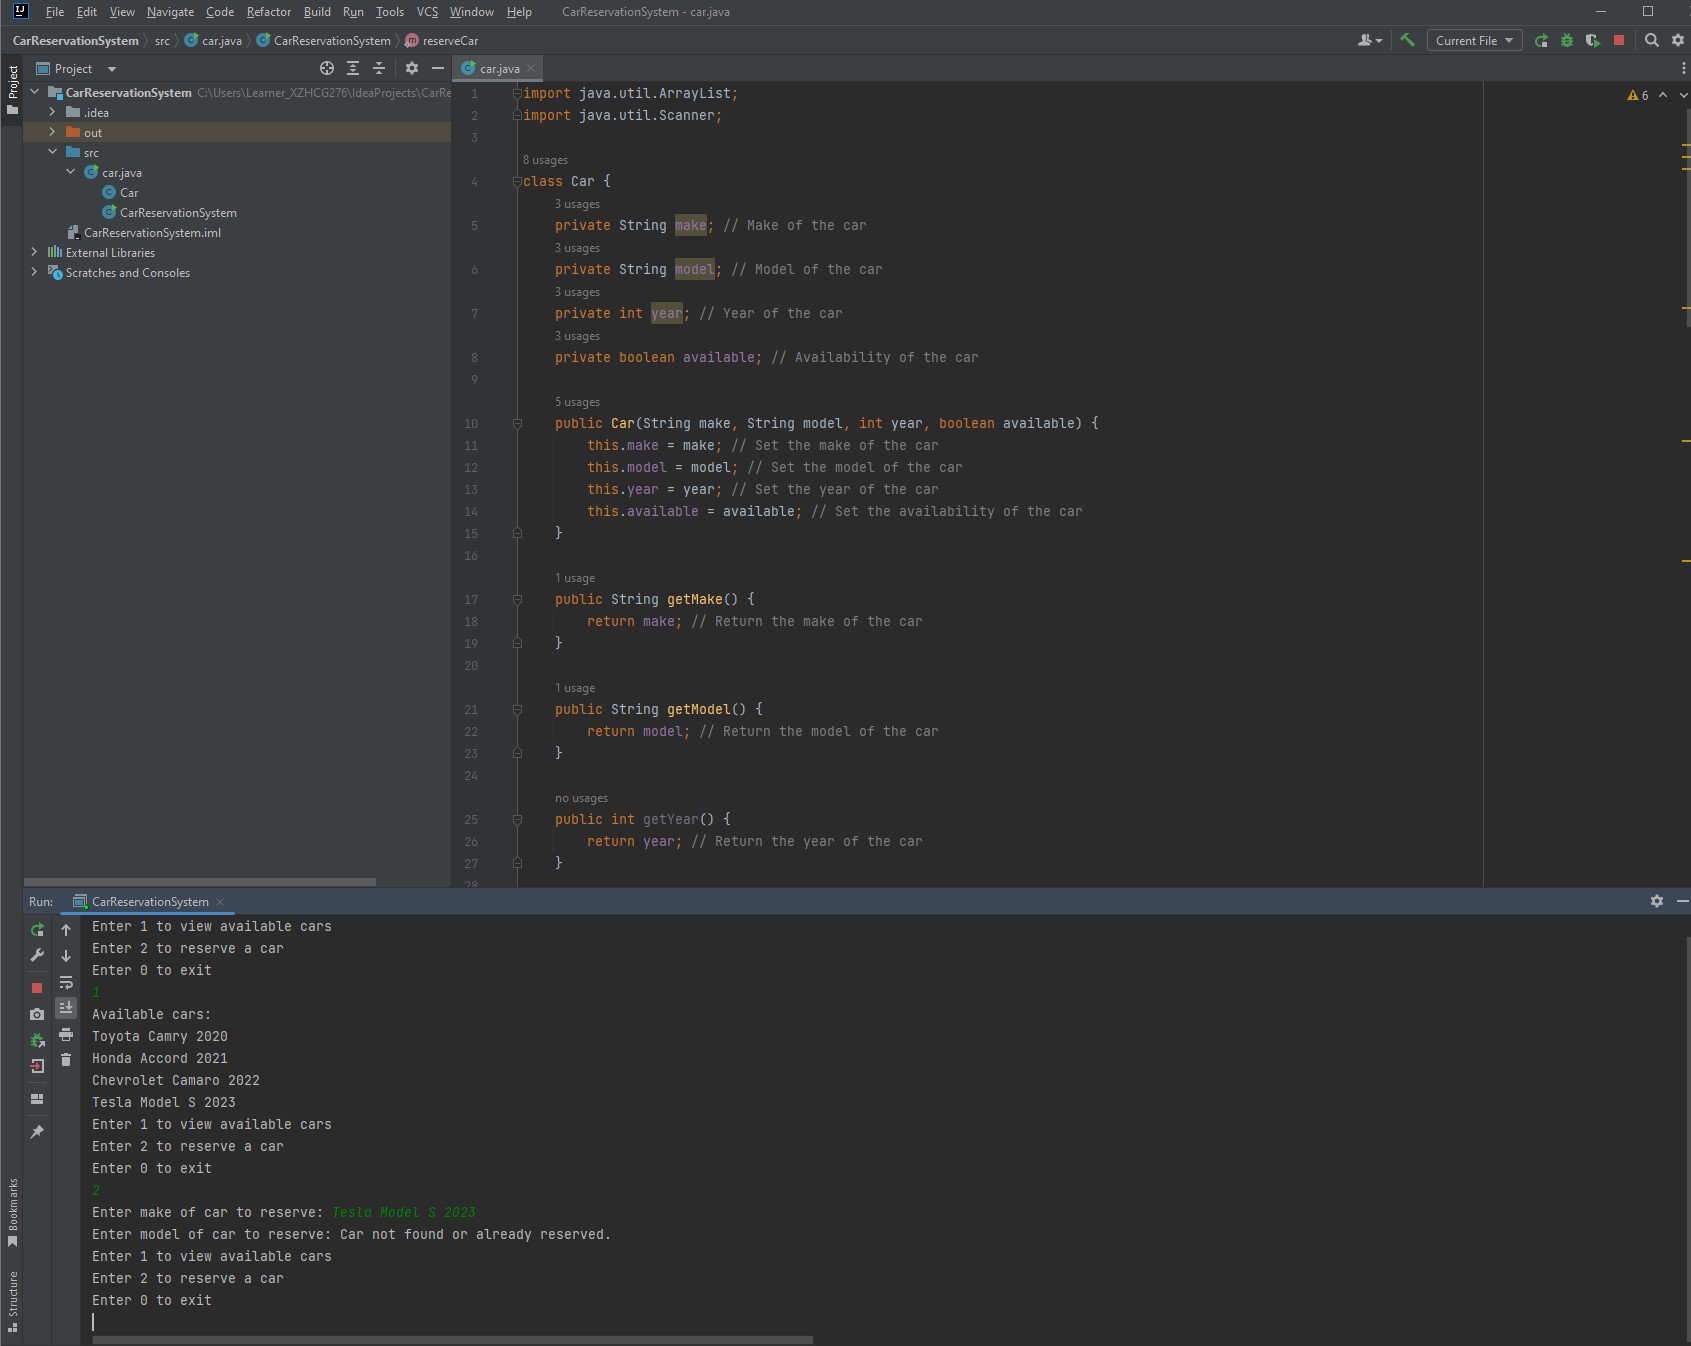 File Edit View Navigate Code Refactor Build Run Tools VCS Window Help CarReservationSystem - car.java
CarReservationSystem src car.java CarReservationSystem reserveCar Current File
Project
Project
car.java
CarReservationSystem C:\Users\Learner_XZHCG276\IdeaProjects\CarRe
.idea
out
src
car.java
Car
CarReservationSystem
CarReservationSystem.iml
External Libraries
Scratches and Consoles
6
1 import java.util.ArrayList;
2 import java.util.Scanner;
3
8 usages
4 class Car {
3 usages
5 private String make; // Make of the car
3 usages
6 private String model; // Model of the car
3 usages
7 private int year; // Year of the car
3 usages
8 private boolean available; // Availability of the car
9
5 usages
10 public Car(String make, String model, int year, boolean available) {
11 this.make = make; // Set the make of the car
12 this.model = model; // Set the model of the car
13 this.year = year; // Set the year of the car
14 this.available = available; // Set the availability of the car
15 }
16
1 usage
17 public String getMake() {
18 return make; // Return the make of the car
19 }
20
1 usage
21 public String getModel() {
22 return model; // Return the model of the car
23 }
24
no usages
25 public int getYear() {
26 return year; // Return the year of the car
27 }
28
Run: CarReservationSystem
Enter 1 to view available cars
Enter 2 to reserve a car
Enter 0 to exit
1
Available cars:
Toyota Camry 2020
Honda Accord 2021
Chevrolet Camaro 2022
Tesla Model S 2023
Enter 1 to view available cars
Enter 2 to reserve a car
Enter 0 to exit
2
Enter make of car to reserve: Tesla Model S 2023
Enter model of car to reserve: Car not found or already reserved.
Enter 1 to view available cars
Enter 2 to reserve a car
Enter 0 to exit
Bookmarks
Structure